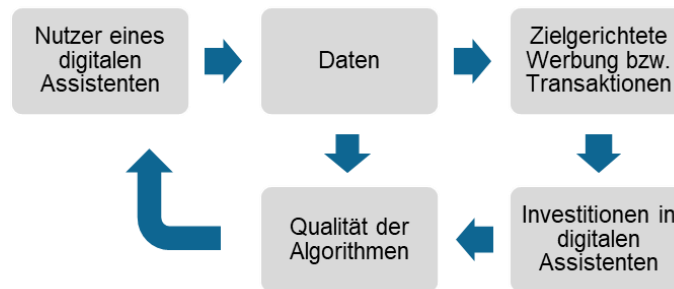 Nutzer eines
digitalen
Assistenten
Daten
Zielgerichtete
Werbung bzw.
Transaktionen
Qualität der
Algorithmen
Investitionen in
digitalen
Assistenten